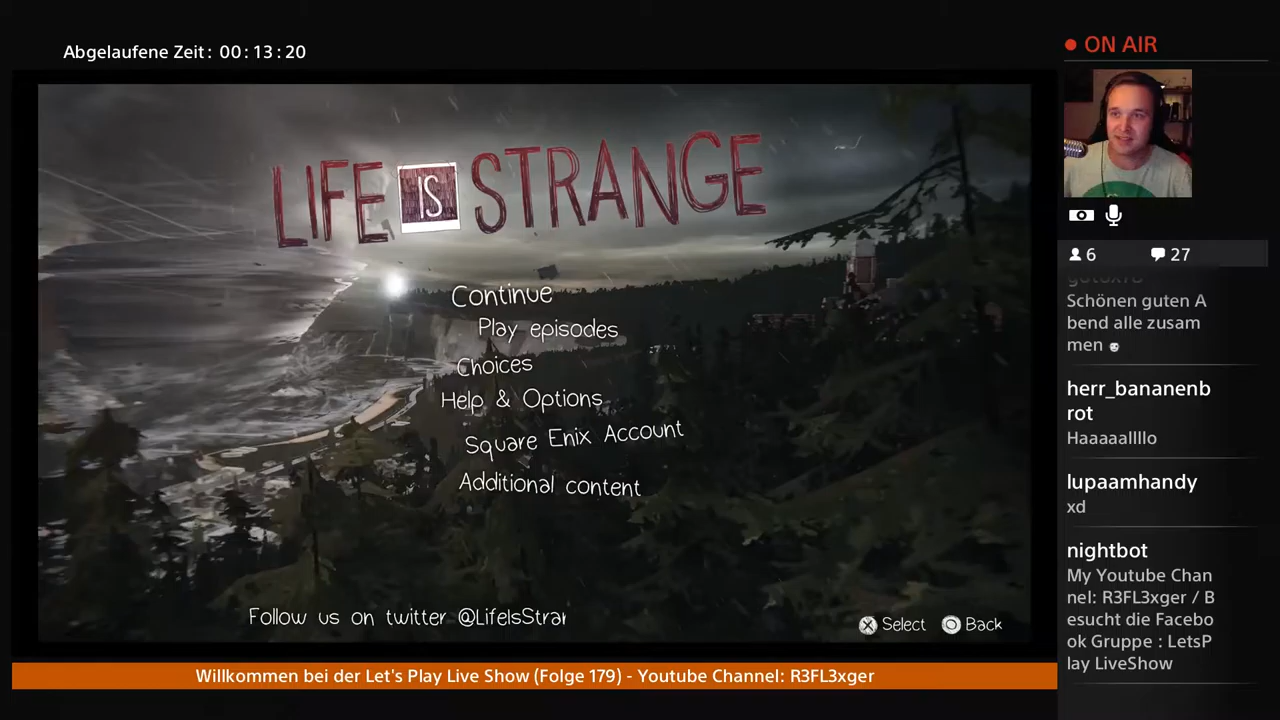 Abgelaufene Zeit: 00:13:20
LIFE IS STRANGE
Continue
Play episodes
Choices
Help & Options
Square Enix Account
Additional content
Follow us on twitter @LifeIsStran
Select
Back
Willkommen bei der Let's Play Live Show (Folge 179) - Youtube Channel: R3FL3xger
ON AIR
6
27
Schönen guten A
bend alle zusam
men
herr_bananenb
rot
Haaaaallllo
lupaamhandy
xd
nightbot
My Youtube Chan
nel: R3FL3xger / B
esucht die Facebo
ok Gruppe : LetsP
lay LiveShow